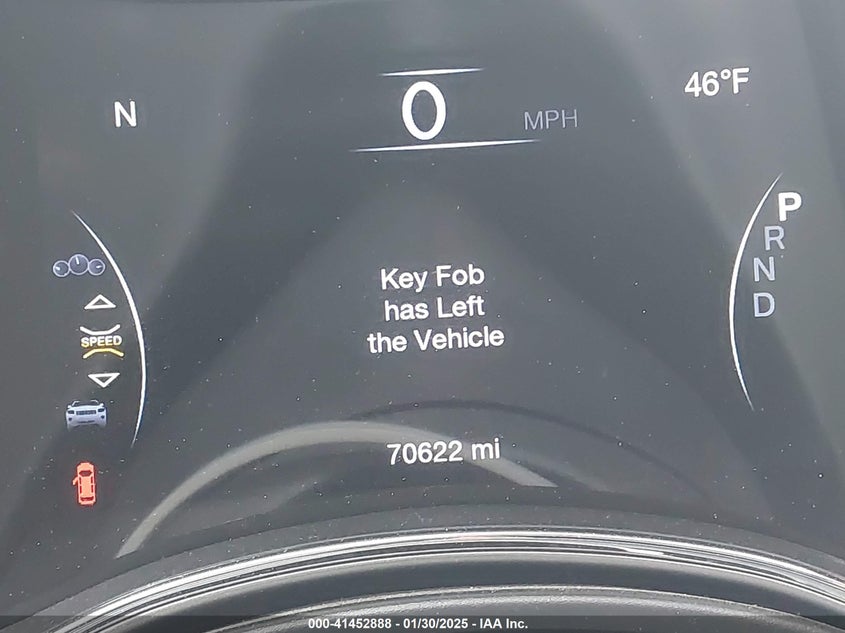 N
0 MPH
46°F
P
R
N
D
SPEED
Key Fob
has Left
the Vehicle
70622 mi
000-41452888 - 01/30/2025 - IAA Inc.